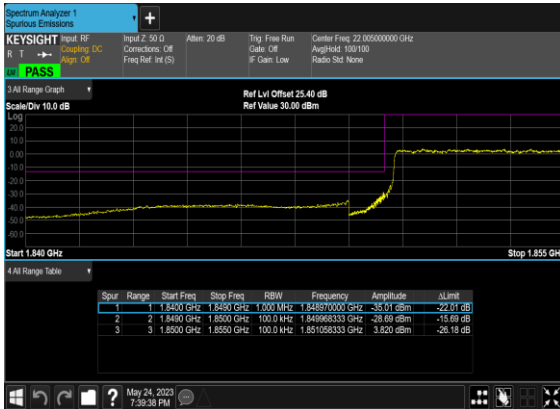 Spectrum Analyzer 1
Spurious Emissions
+
KEYSIGHT Input: RF Input Z: 50 Ω Atten: 20 dB Trig: Free Run Center Freq: 22.005000000 GHz
R T Coupling: DC Corrections: Off Gate: Off Avg|Hold: 100/100
Align: Off Freq Ref: Int (S) IF Gain: Low Radio Std: None
PASS
3 All Range Graph
Ref Lvl Offset 25.40 dB
Scale/Div 10.0 dB Ref Value 30.00 dBm
Log
20.0
10.0
0.00
-10.0
-20.0
-30.0
-40.0
-50.0
-60.0
Start 1.840 GHz Stop 1.855 GH
4 All Range Table
Spur Range Start Freq Stop Freq RBW Frequency Amplitude ΔLimit
1 1 1.8400 GHz 1.8490 GHz 1.000 MHz 1.848970000 GHz -35.01 dBm -22.01 dB
2 2 1.8490 GHz 1.8500 GHz 100.0 kHz 1.849968333 GHz -28.69 dBm -15.69 dB
3 3 1.8500 GHz 1.8550 GHz 100.0 kHz 1.851058333 GHz 3.820 dBm -26.18 dB
? May 24, 2023
7:39:38 PM